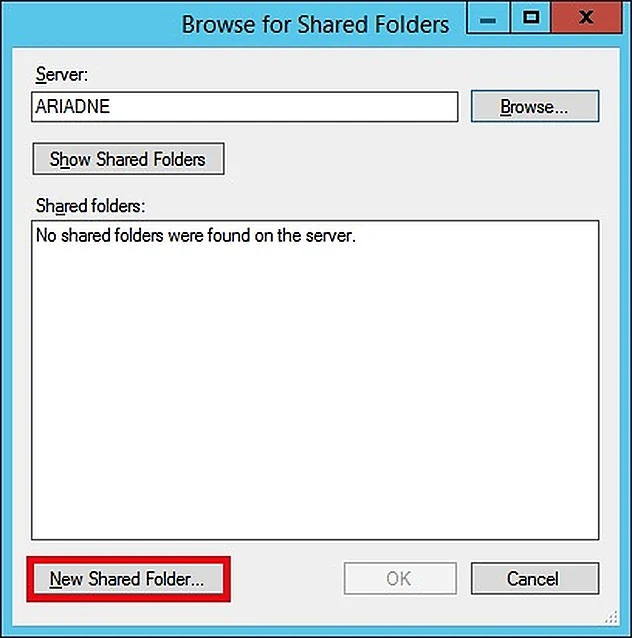 Browse for Shared Folders
Server:
ARIADNE
Browse...
Show Shared Folders
Shared folders:
No shared folders were found on the server.
New Shared Folder...
OK
Cancel